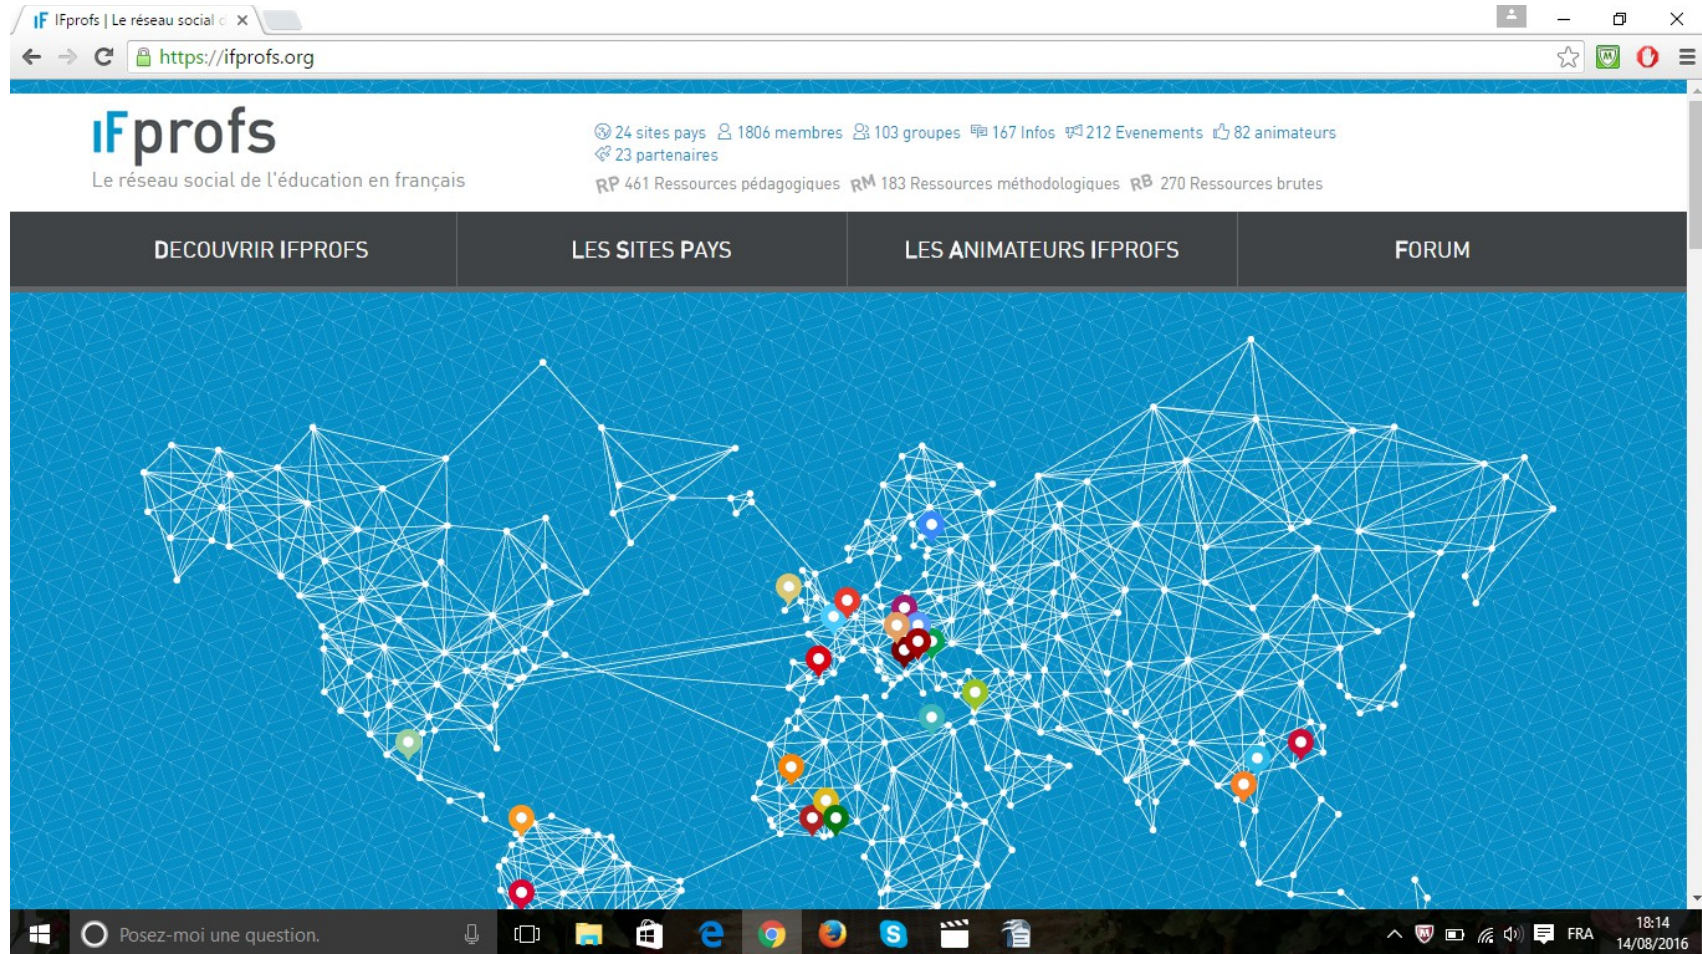 IFprofs | Le réseau social d
https://ifprofs.org
IFprofs
Le réseau social de l'éducation en français
24 sites pays 1806 membres 103 groupes 167 Infos 212 Evenements 82 animateurs
23 partenaires
RP 461 Ressources pédagogiques RM 183 Ressources méthodologiques RB 270 Ressources brutes
DECOUVRIR IFPROFS LES SITES PAYS LES ANIMATEURS IFPROFS FORUM
Posez-moi une question.
FRA
18:14
14/08/2016